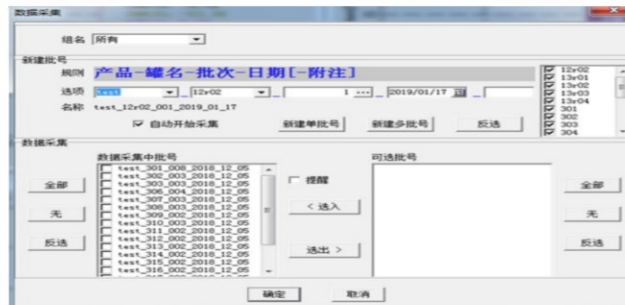 数据采集
组名 所有
新建批号
规则 产品-罐名-批次-日期[-附注]
选项 test _ 12r02 _ 1 ... _ 2019/01/17 _
名称 test_12r02_001_2019_01_17
自动开始采集 新建单批号 新建多批号 反选
12r02
13r01
13r02
13r03
13r04
301
302
303
304
数据采集
数据采集中批号
可选批号
全部
无
反选
test_301_008_2018_12_05
test_302_003_2018_12_05
test_303_003_2018_12_05
test_306_004_2018_12_05
test_307_003_2018_12_05
test_308_003_2018_12_05
test_309_002_2018_12_05
test_310_003_2018_12_05
test_311_002_2018_12_05
test_312_002_2018_12_05
test_313_002_2018_12_05
test_314_002_2018_12_05
test_315_002_2018_12_05
test_316_002_2018_12_05
提醒
< 选入
选出 >
全部
无
反选
确定 取消